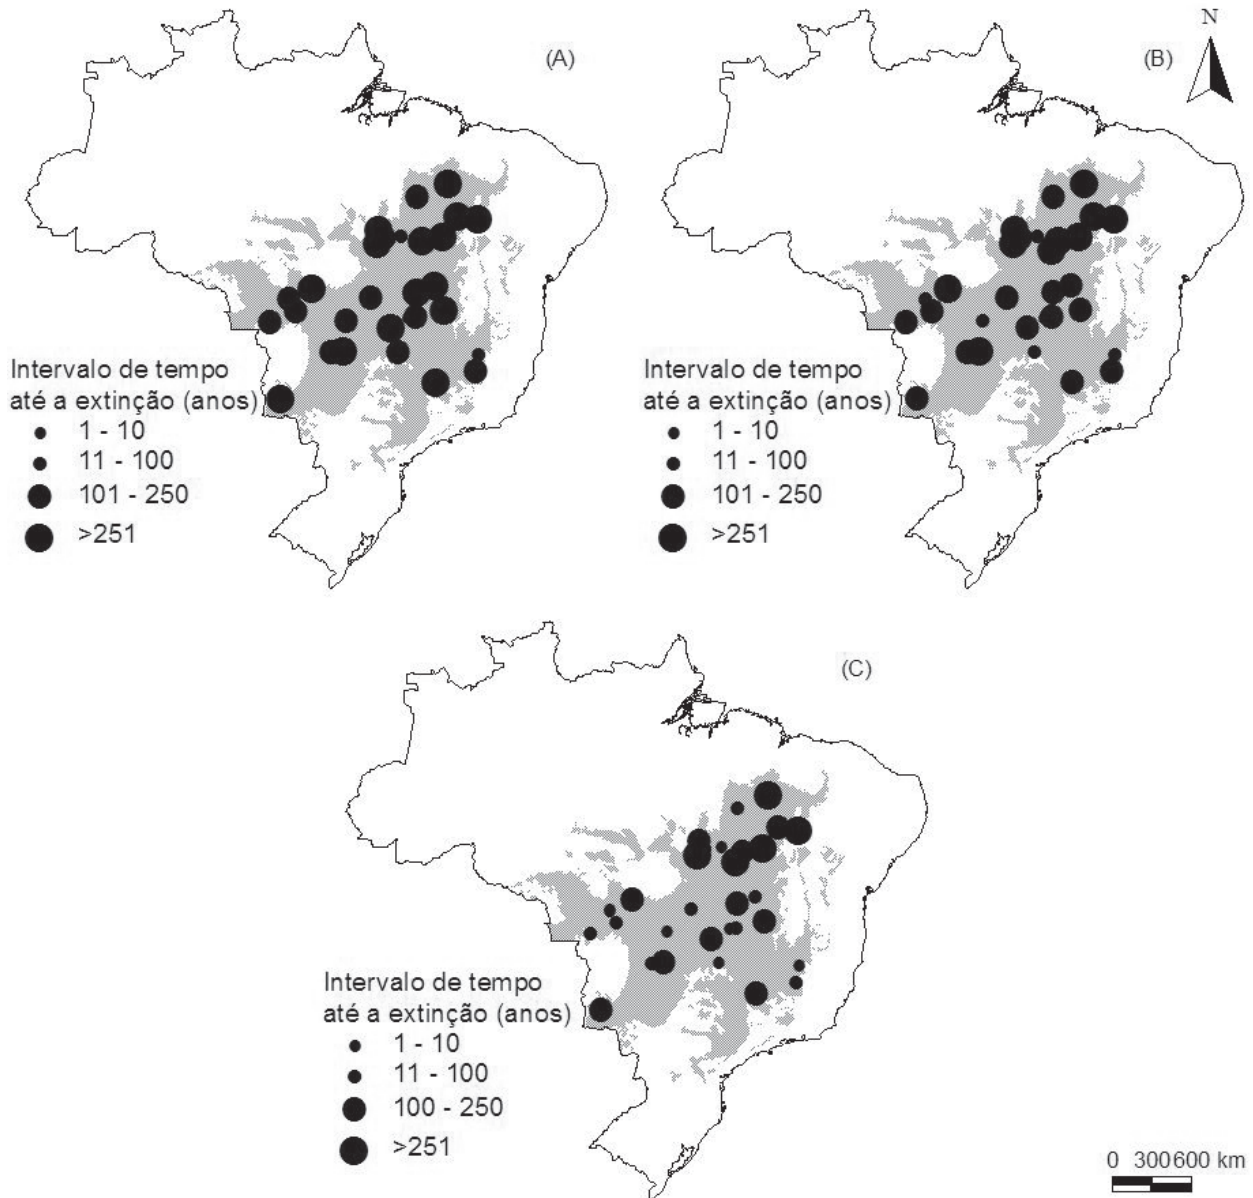 (A)
(B)
N
Intervalo de tempo
até a extinção (anos)
1 - 10
11 - 100
101 - 250
>251
Intervalo de tempo
até a extinção (anos)
1 - 10
11 - 100
101 - 250
>251
(C)
Intervalo de tempo
até a extinção (anos)
1 - 10
11 - 100
100 - 250
>251
0 300600 km